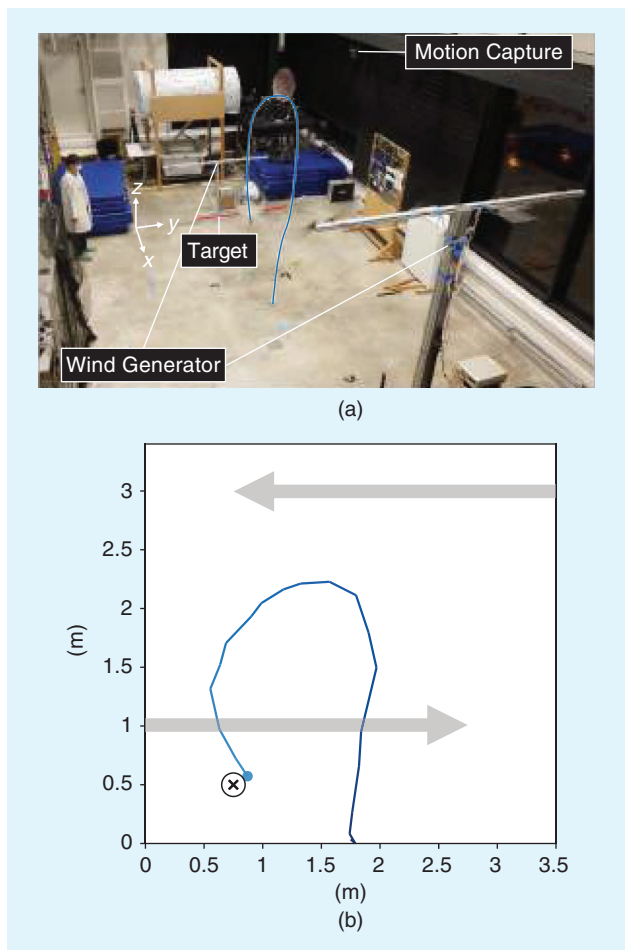 Motion Capture
z
y
x
Target
Wind Generator
(a)
3
2.5
2
(m)
1.5
1
0.5
0
0 0.5 1 1.5 2 2.5 3 3.5
(m)
(b)